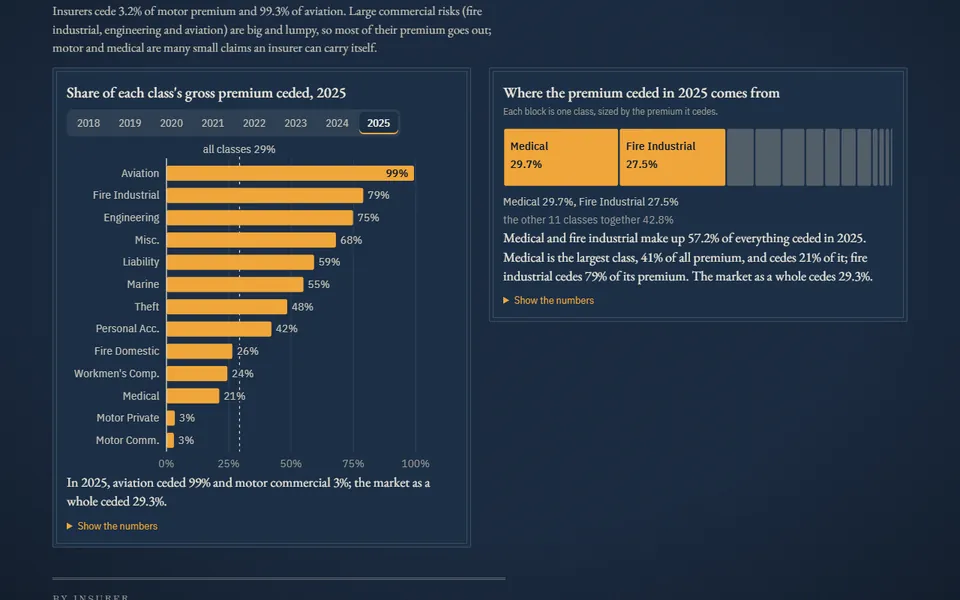 Insurers cede 3.2% of motor premium and 99.3% of aviation. Large commercial risks (fire
industrial, engineering and aviation) are big and lumpy, so most of their premium goes out;
motor and medical are many small claims an insurer can carry itself.
Share of each class's gross premium ceded, 2025
2018 2019 2020 2021 2022 2023 2024 2025
all classes 29%
Aviation 99%
Fire Industrial 79%
Engineering 75%
Misc. 68%
Liability 59%
Marine 55%
Theft 48%
Personal Acc. 42%
Fire Domestic 26%
Workmen's Comp. 24%
Medical 21%
Motor Private 3%
Motor Comm. 3%
0% 25% 50% 75% 100%
In 2025, aviation ceded 99% and motor commercial 3%; the market as a
whole ceded 29.3%.
Show the numbers
Where the premium ceded in 2025 comes from
Each block is one class, sized by the premium it cedes.
Medical Fire Industrial
29.7% 27.5%
Medical 29.7%, Fire Industrial 27.5%
the other 11 classes together 42.8%
Medical and fire industrial make up 57.2% of everything ceded in 2025.
Medical is the largest class, 41% of all premium, and cedes 21% of it; fire
industrial cedes 79% of its premium. The market as a whole cedes 29.3%.
Show the numbers
BY INSURER